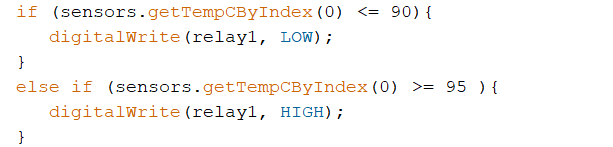 if (sensors.getTempCByIndex(0) <= 90){
digitalWrite(relay1, LOW);
}
else if (sensors.getTempCByIndex(0) >= 95 ){
digitalWrite(relay1, HIGH);
}